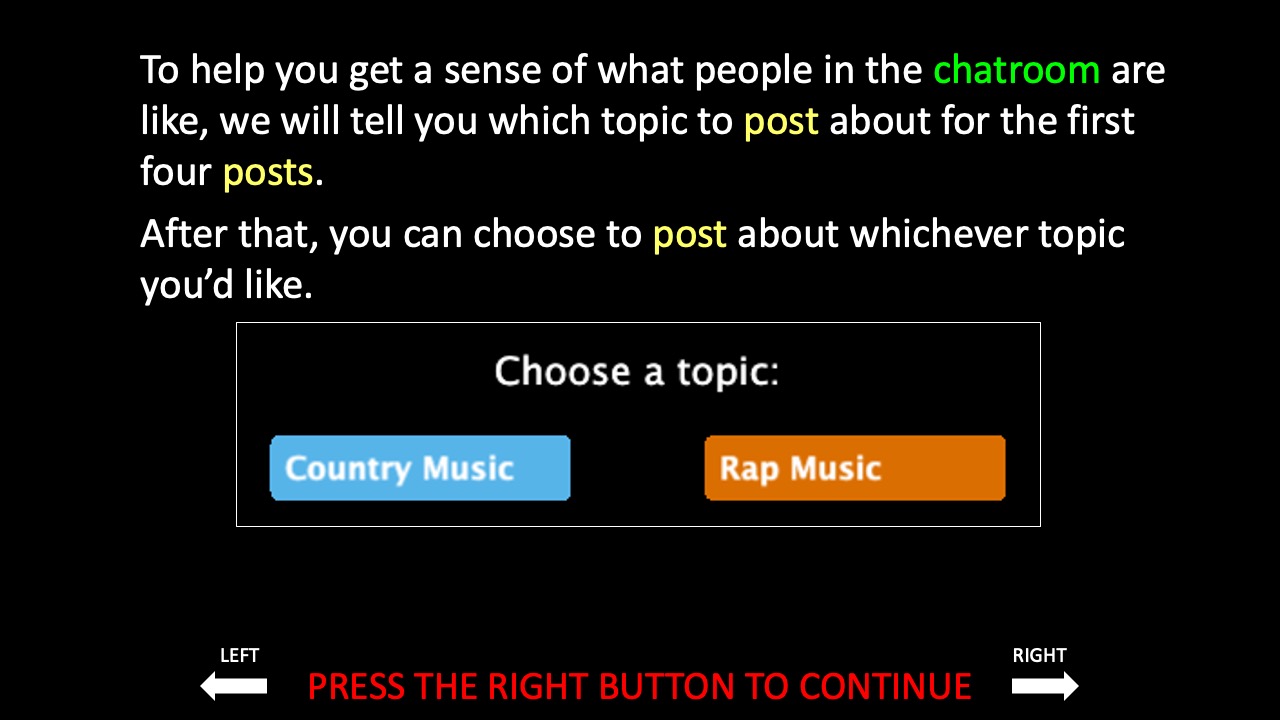 To help you get a sense of what people in the chatroom are
like, we will tell you which topic to post about for the first
four posts.
After that, you can choose to post about whichever topic
you’d like.
Choose a topic:
Country Music
Rap Music
LEFT
RIGHT
PRESS THE RIGHT BUTTON TO CONTINUE